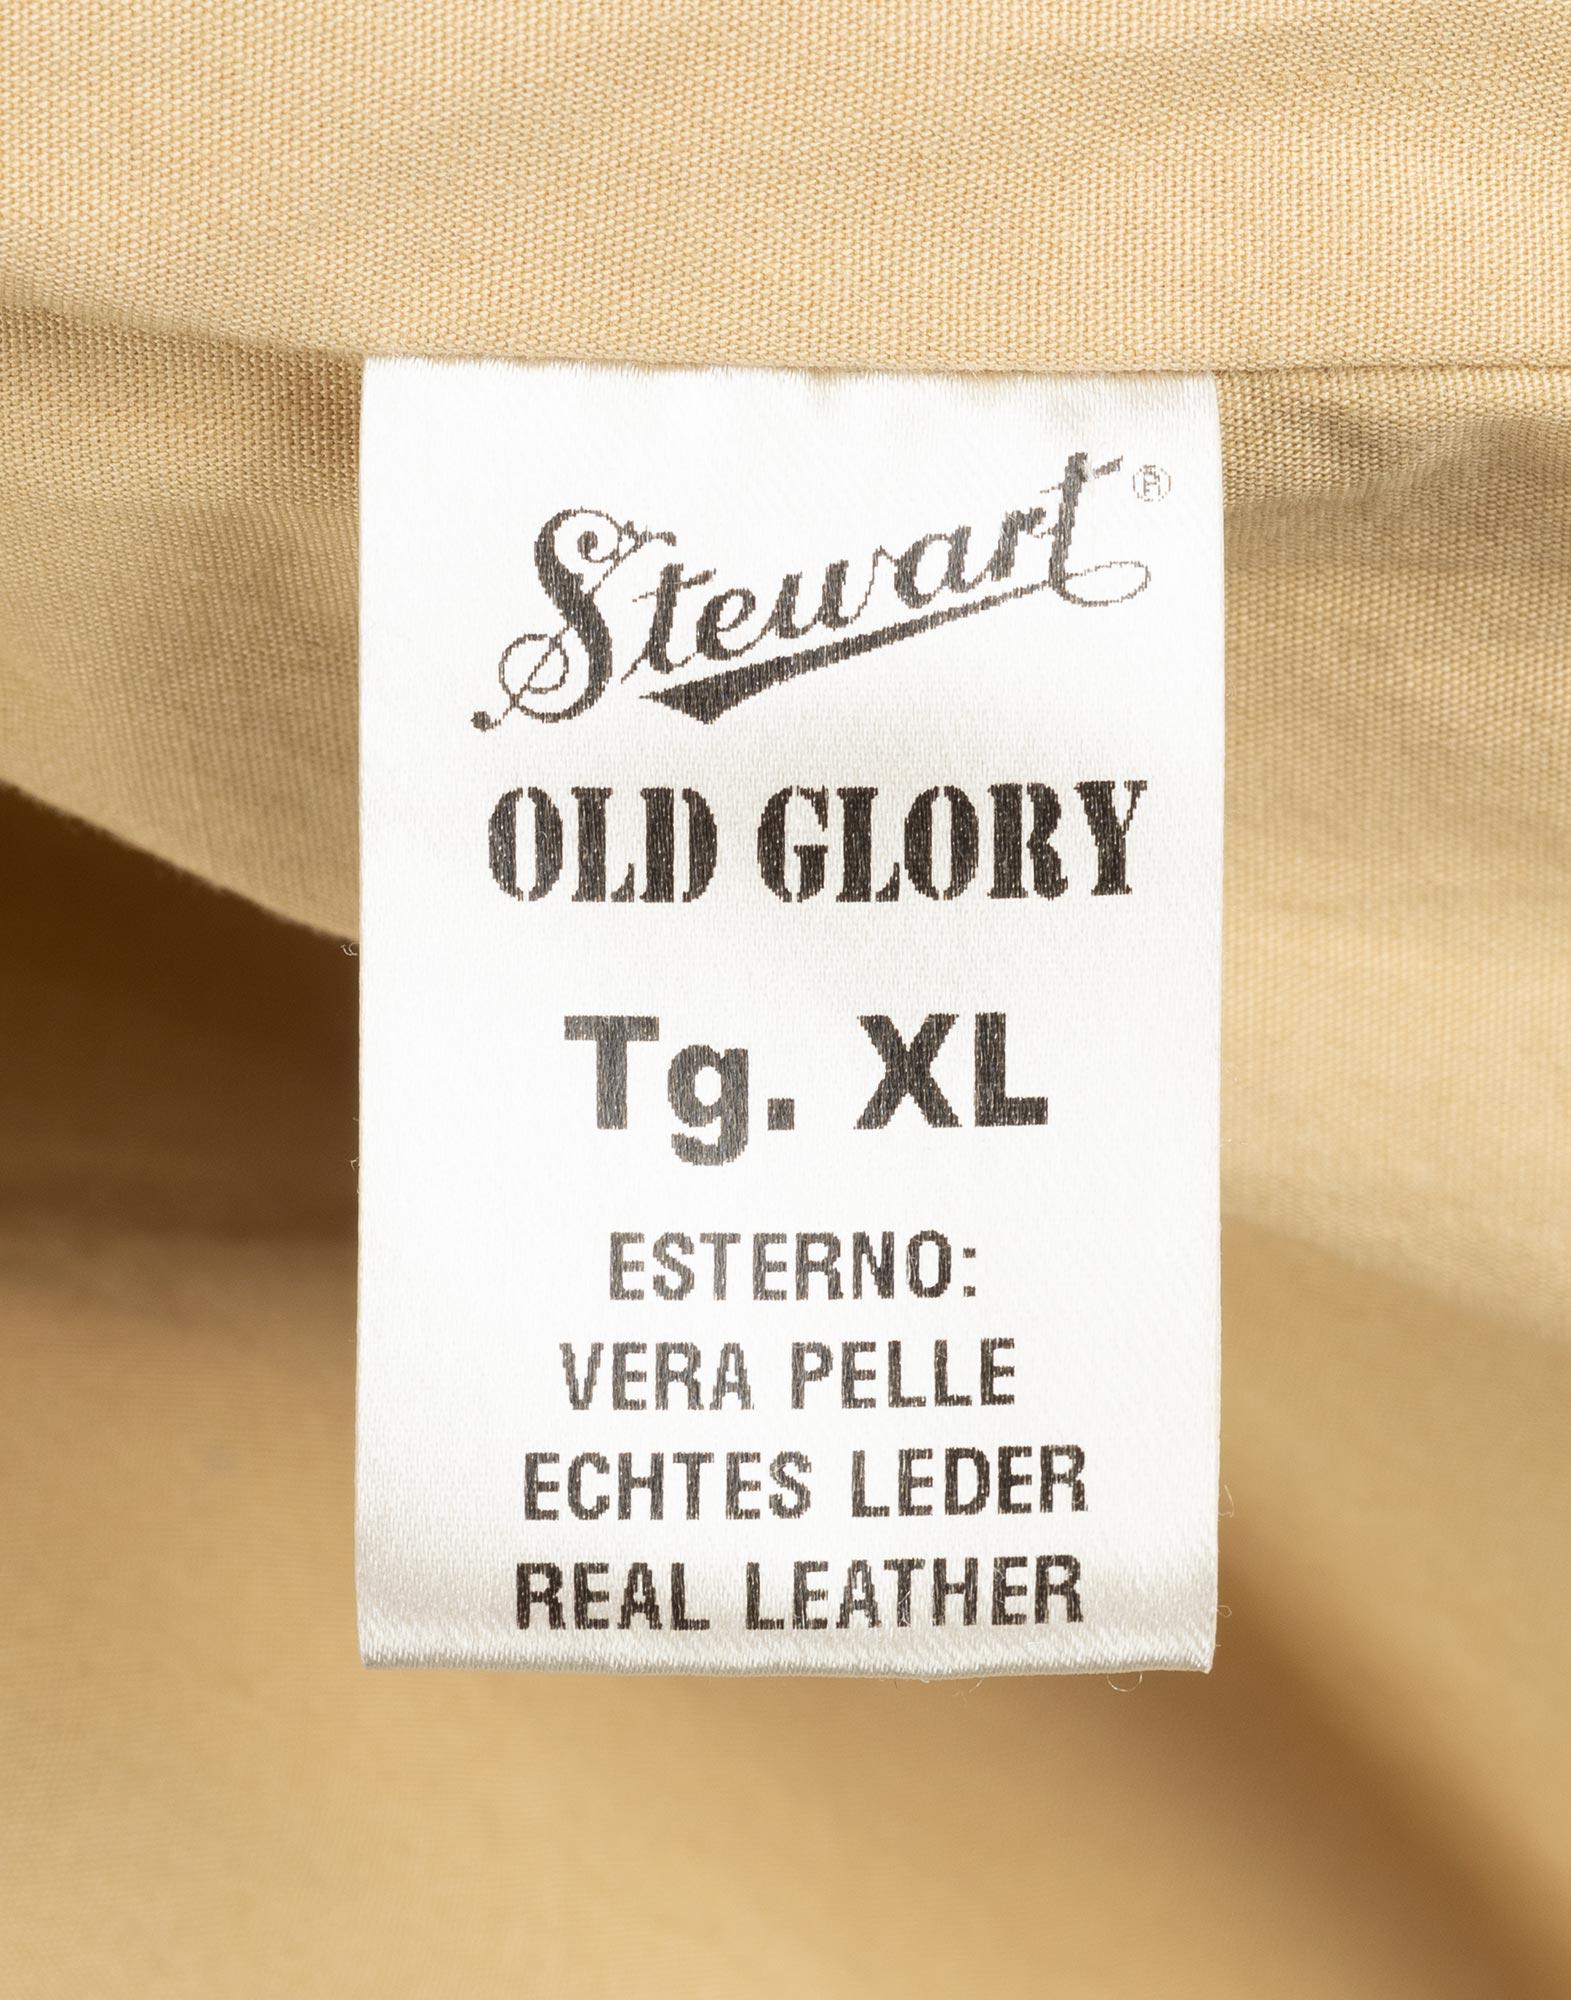 Stewart®
OLD GLORY
Tg. XL
ESTERNO:
VERA PELLE
ECHTES LEDER
REAL LEATHER